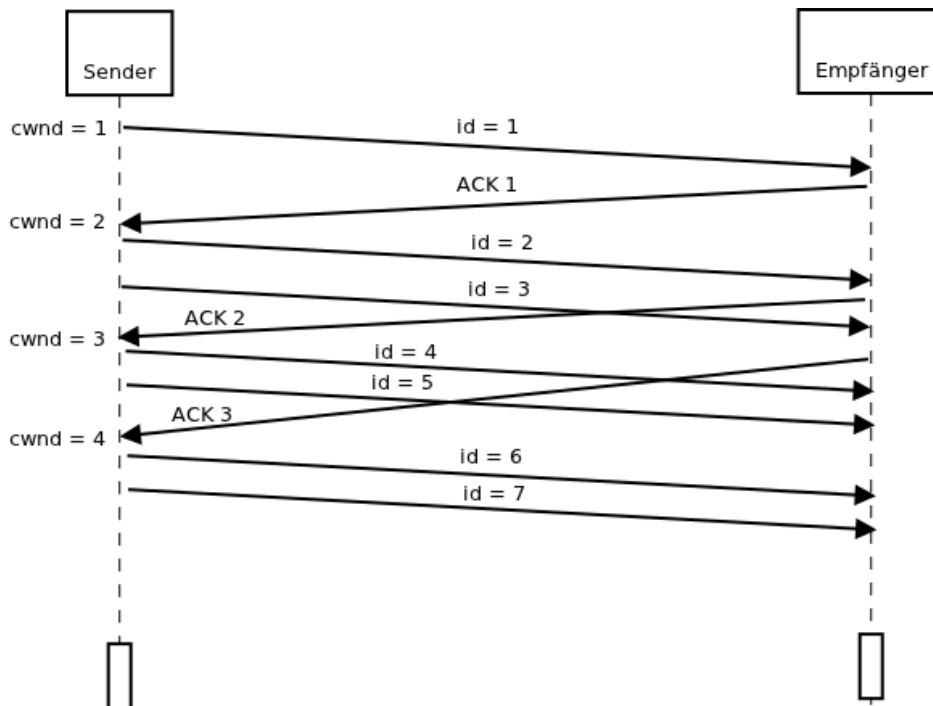 Sender
Empfänger
cwnd = 1
id = 1
ACK 1
cwnd = 2
id = 2
id = 3
ACK 2
cwnd = 3
id = 4
id = 5
ACK 3
cwnd = 4
id = 6
id = 7